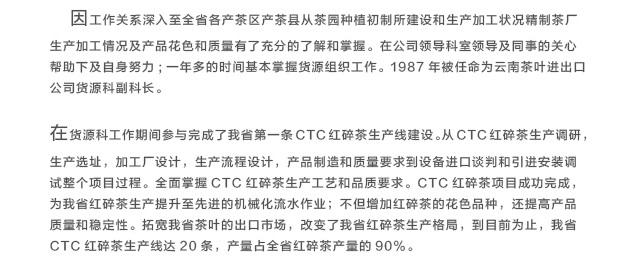 因工作关系深入至全省各产茶区产茶县从茶园种植初制所建设和生产加工状况精制茶厂
生产加工情况及产品花色和质量有了充分的了解和掌握。在公司领导科室领导及同事的关心
帮助下及自身努力；一年多的时间基本掌握货源组织工作。1987 年被任命为云南茶叶进出口
公司货源科副科长。
在货源科工作期间参与完成了我省第一条 CTC 红碎茶生产线建设。从 CTC 红碎茶生产调研，
生产选址，加工厂设计，生产流程设计，产品制造和质量要求到设备进口谈判和引进安装调
试整个项目过程。全面掌握 CTC 红碎茶生产工艺和品质要求。CTC 红碎茶项目成功完成，
为我省红碎茶生产提升至先进的机械化流水作业；不但增加红碎茶的花色品种，还提高产品
质量和稳定性。拓宽我省茶叶的出口市场，改变了我省红碎茶生产格局，到目前为止，我省
CTC 红碎茶生产线达 20 条，产量占全省红碎茶产量的 90%。